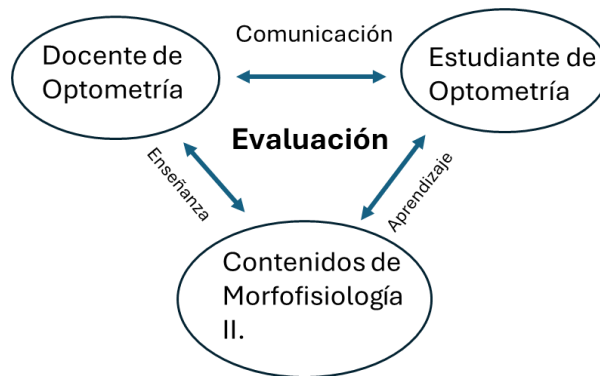 Comunicación
Docente de
Optometría
Estudiante de
Optometría
Evaluación
Enseñanza
Aprendizaje
Contenidos de
Morfofisiología
II.